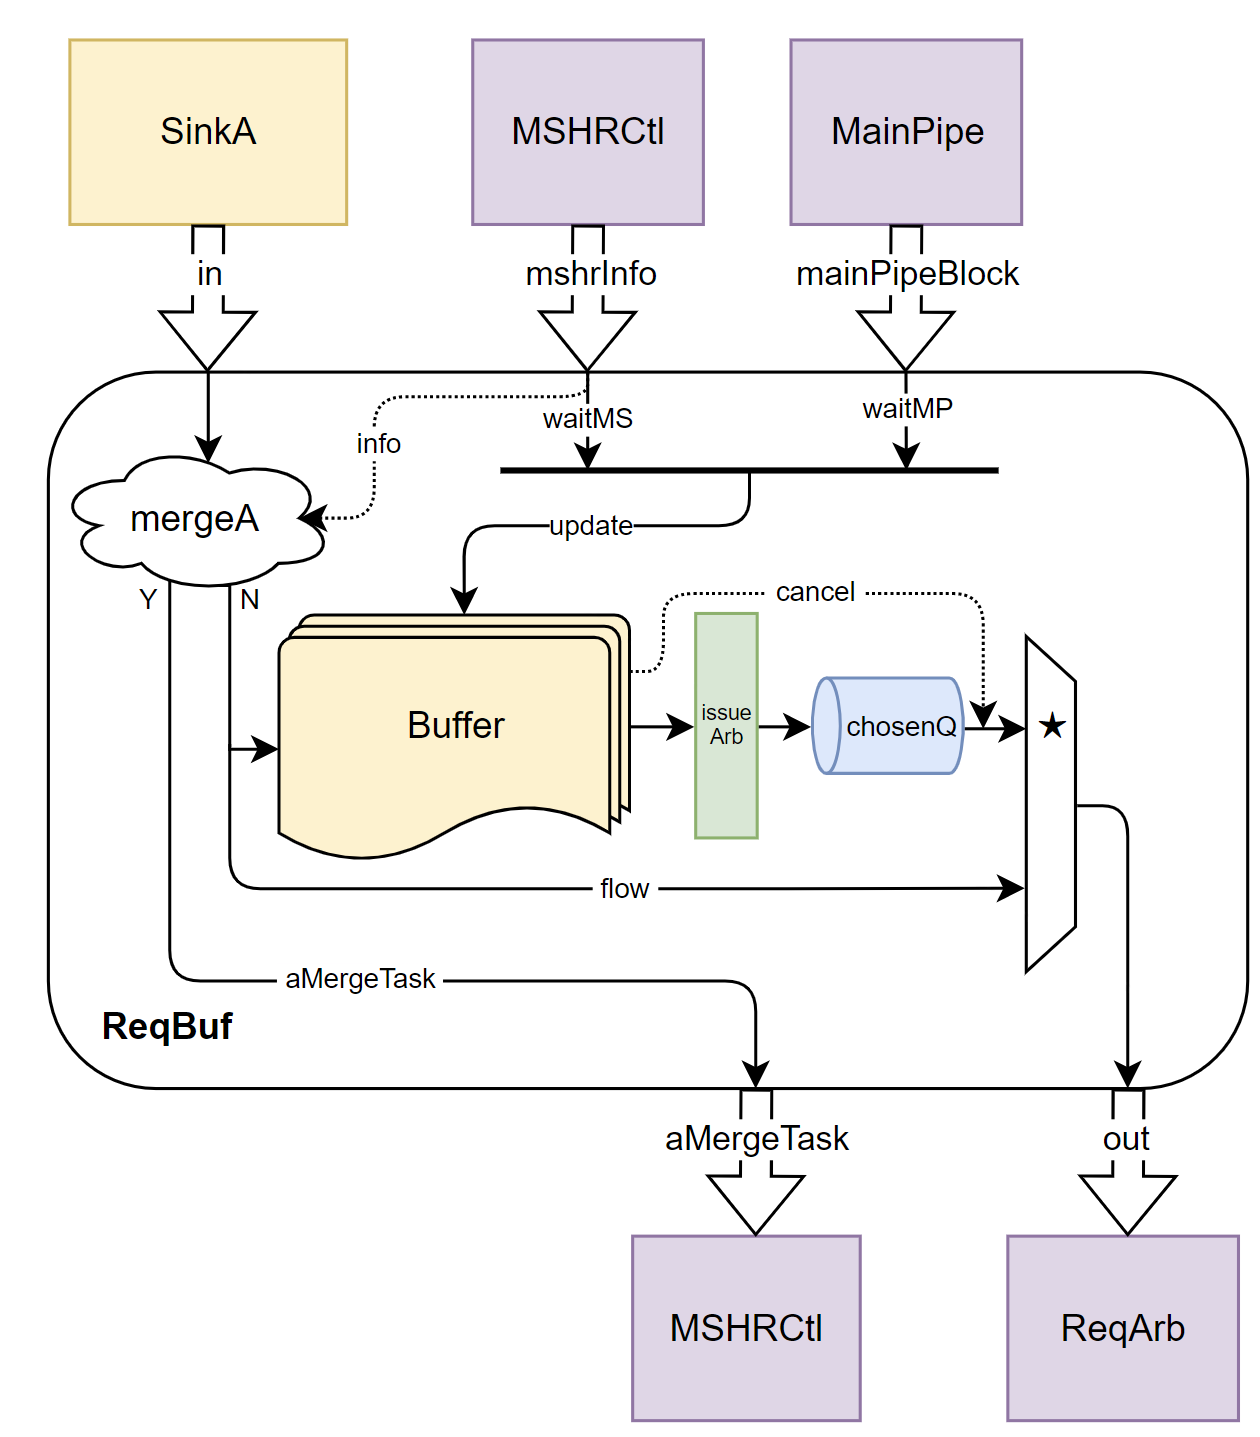 SinkA
MSHRCtl
MainPipe
in
mshrInfo
mainPipeBlock
info
waitMS
waitMP
mergeA
update
Y
N
cancel
Buffer
issue
Arb
chosenQ
★
flow
aMergeTask
ReqBuf
aMergeTask
out
MSHRCtl
ReqArb